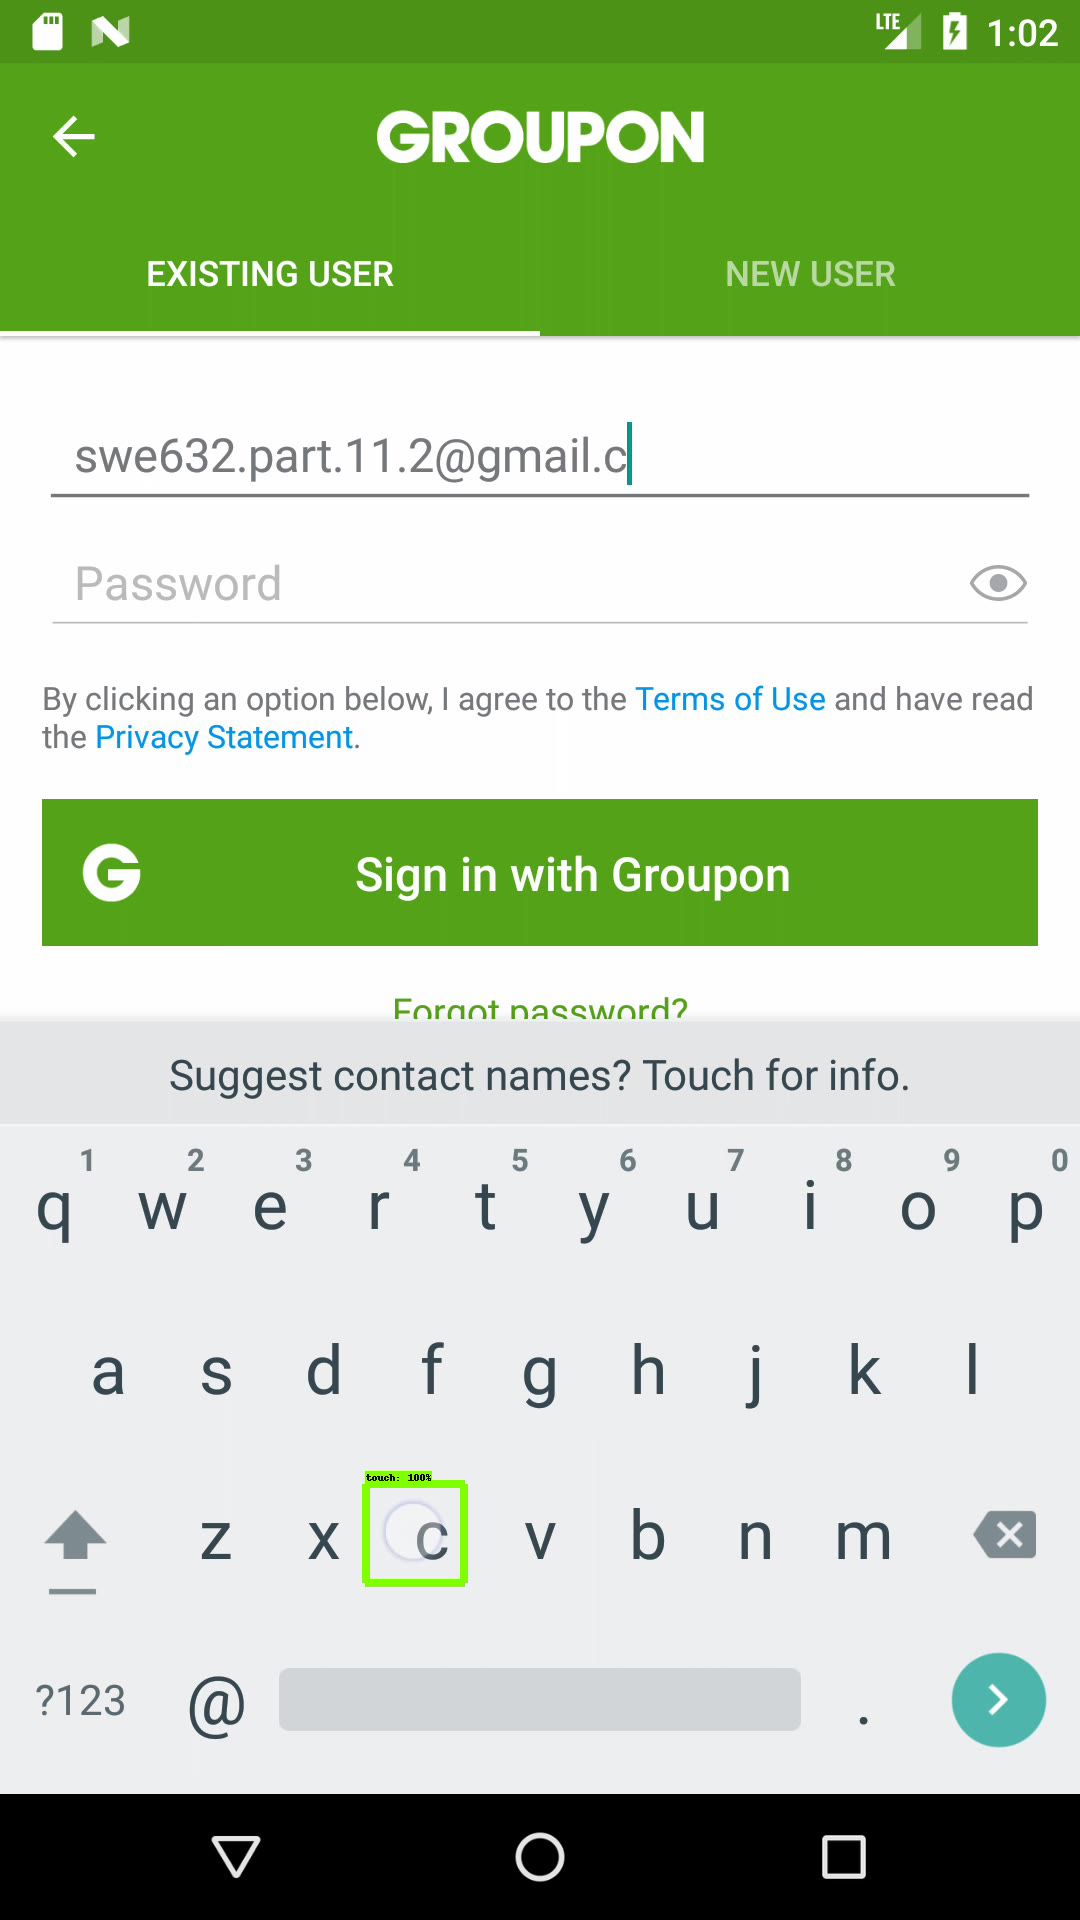 LTE 1:02
GROUPON
EXISTING USER NEW USER
swe632.part.11.2@gmail.c
Password
By clicking an option below, I agree to the Terms of Use and have read
the Privacy Statement.
G Sign in with Groupon
Forgot password?
Suggest contact names? Touch for info.
1 2 3 4 5 6 7 8 9 0
q w e r t y u i o p
a s d f g h j k l
touch: 100%
z x c v b n m
?123 @ .